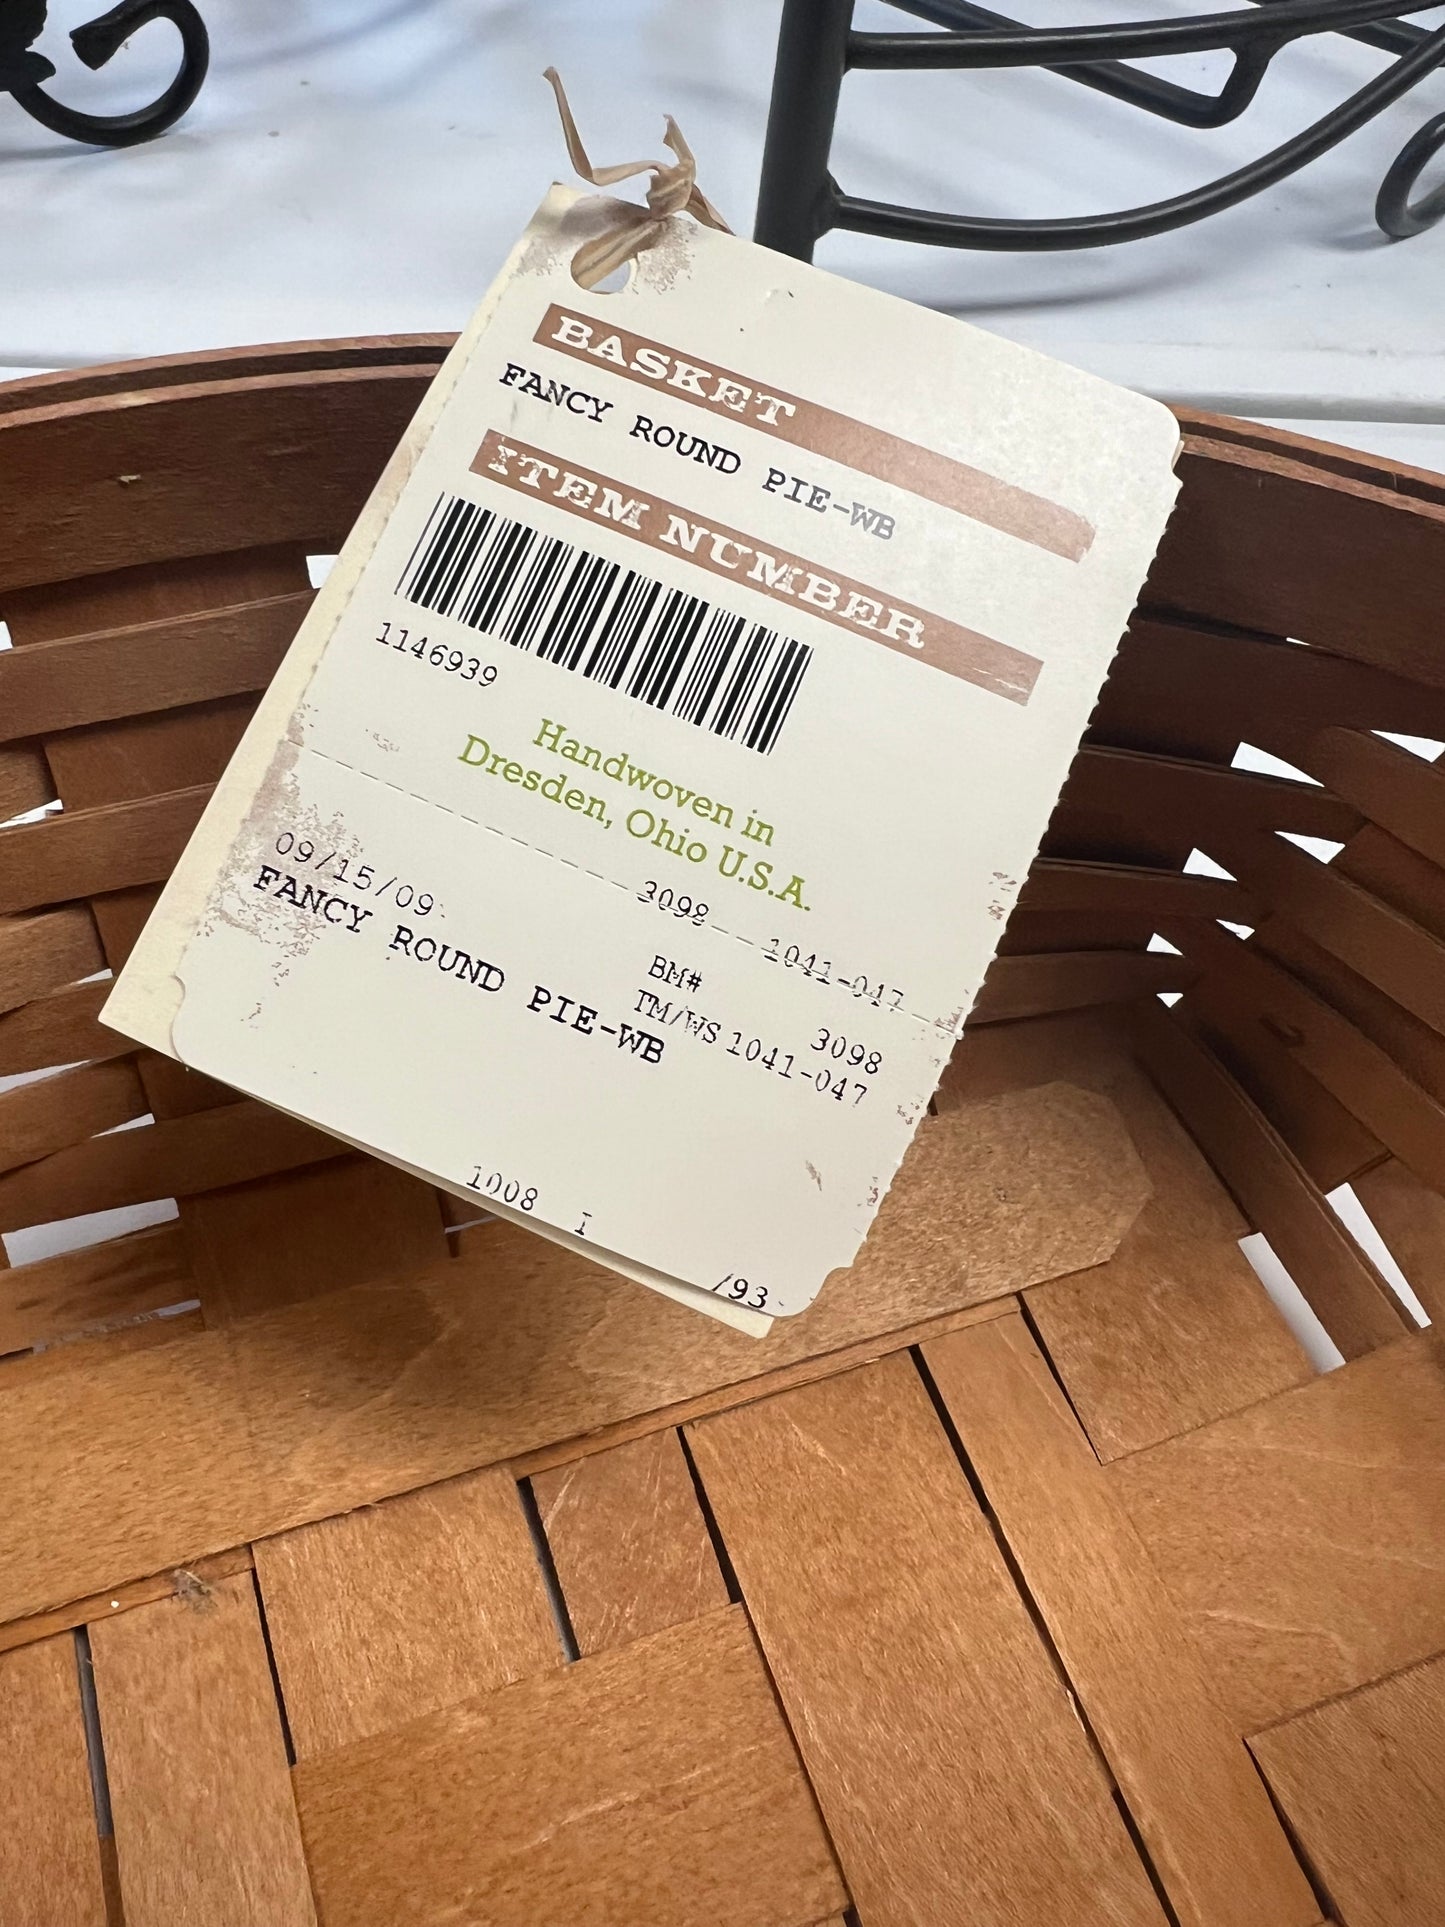 BASKET
FANCY ROUND PIE-WB
ITEM NUMBER
1146939
Handwoven in
Dresden, Ohio U.S.A.
3098 1041-047
09/15/09
FANCY ROUND PIE-WB
BM# 3098
TM/WS 1041-047
1008 I
/93